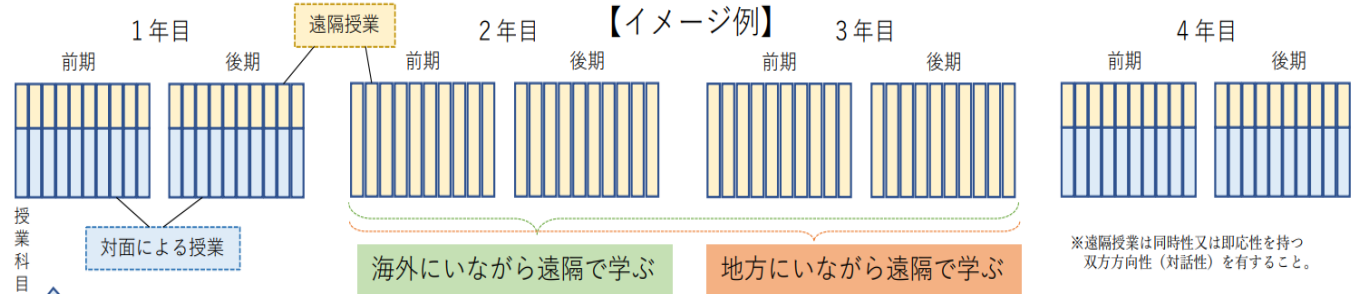 【イメージ例】
1年目
遠隔授業
2年目
3年目
4年目
前期
後期
前期
後期
前期
後期
前期
後期
授業科目
対面による授業
海外にいながら遠隔で学ぶ
地方にいながら遠隔で学ぶ
※遠隔授業は同時性又は即応性を持つ
双方方向性（対話性）を有すること。